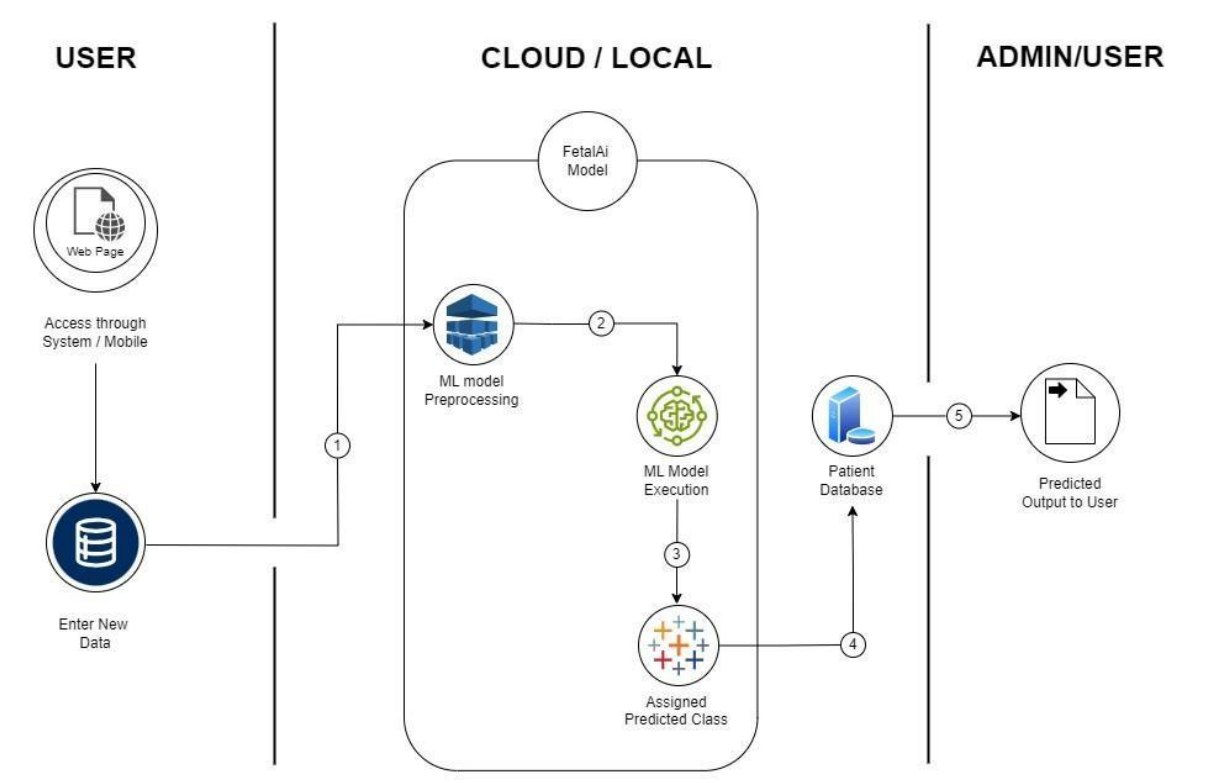 USER
CLOUD / LOCAL
ADMIN/USER
FetalAi
Model
Web Page
Access through
System / Mobile
2
ML model
Preprocessing
1
ML Model
Execution
Patient
Database
5
Predicted
Output to User
3
Enter New
Data
4
Assigned
Predicted Class